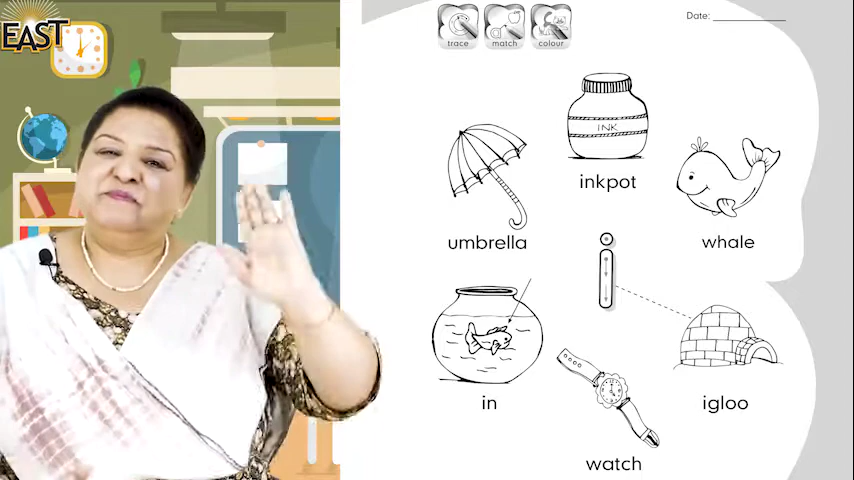 EAST
Date:
trace match colour
INK
inkpot
umbrella
whale
i
in
igloo
watch